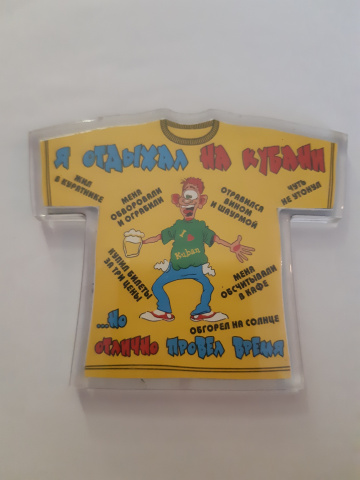 Я ОТДЫХАЛ НА КУБАНИ
ЖИЛ
В КУРЯТНИКЕ
МЕНЯ
ОБВОРОВАЛИ
И ОГРАБИЛИ
ОТРАВИЛСЯ
ВИНОМ
И ШАУРМОЙ
ЧУТЬ
НЕ УТОНУЛ
I
Kuban
КУПИЛ БИЛЕТЫ
ЗА ТРИ ЦЕНЫ
МЕНЯ
ОБСЧИТЫВАЛИ
В КАФЕ
ОБГОРЕЛ НА СОЛНЦЕ
...НО
ОТЛИЧНО ПРОВЕЛ ВРЕМЯ